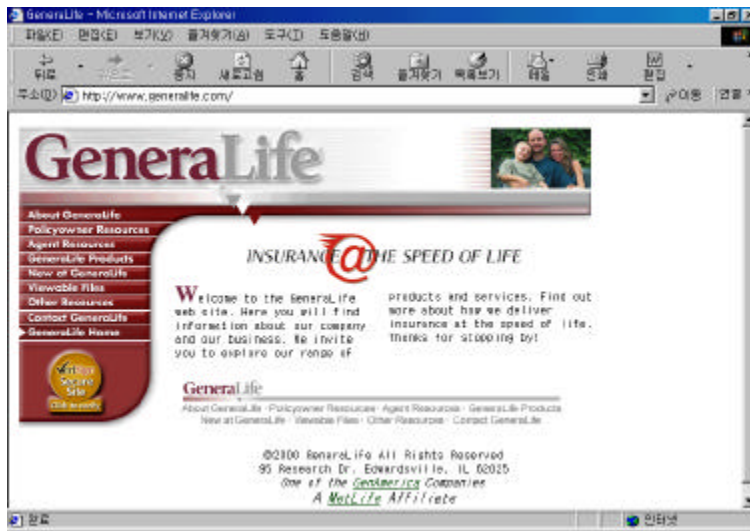 GeneraLife - Microsoft Internet Explorer
파일(F) 편집(E) 보기(V) 즐겨찾기(A) 도구(T) 도움말(H)
뒤로 중지 새로고침 홈 검색 즐겨찾기 목록보기 메일 인쇄 편집
주소(D) http://www.generalife.com/ 이동 연결
GeneraLife
About GeneraLife
Policyowner Resources
Agent Resources
GeneraLife Products
New at GeneraLife
Viewable Files
Other Resources
Contact GeneraLife
GeneraLife Home
VeriSign
Secure
Site
Click to verify
INSURANCE @ THE SPEED OF LIFE
Welcome to the GeneraLife
web site. Here you will find
information about our company
and our business. We invite
you to explore our range of
products and services. Find out
more about how we deliver
insurance at the speed of life.
Thanks for stopping by!
GeneraLife
About GeneraLife · Policyowner Resources · Agent Resources · GeneraLife Products
New at GeneraLife · Viewable Files · Other Resources · Contact GeneraLife
©2000 GeneraLife All Rights Reserved
95 Research Dr. Edwardsville, IL 62025
One of the GenAmerica Companies
A MetLife Affiliate
완료 인터넷